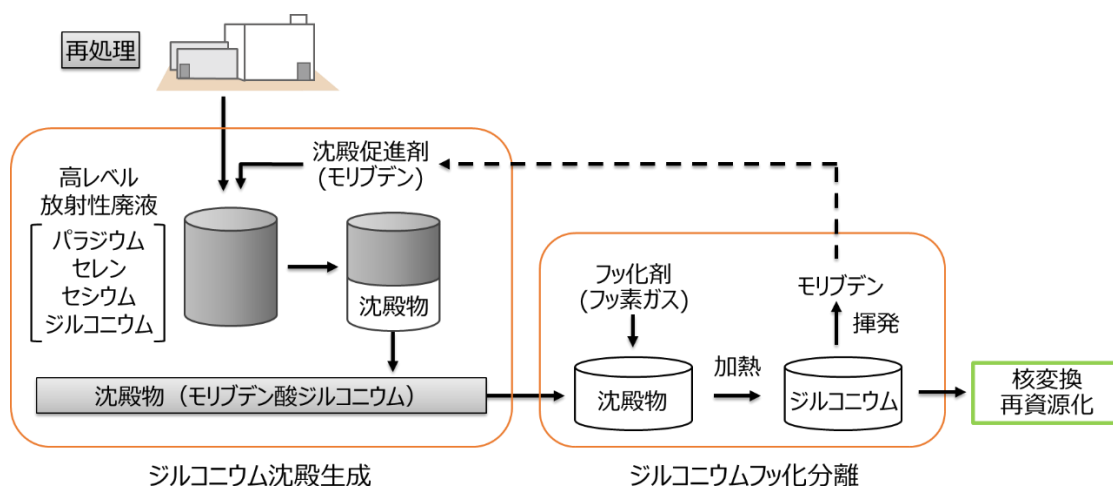 再処理
沈殿促進剤
(モリブデン)
高レベル
放射性廃液
パラジウム
セレン
セシウム
ジルコニウム
沈殿物
沈殿物（モリブデン酸ジルコニウム）
ジルコニウム沈殿生成
フッ化剤
(フッ素ガス)
モリブデン
揮発
沈殿物
加熱
ジルコニウム
核変換
再資源化
ジルコニウムフッ化分離